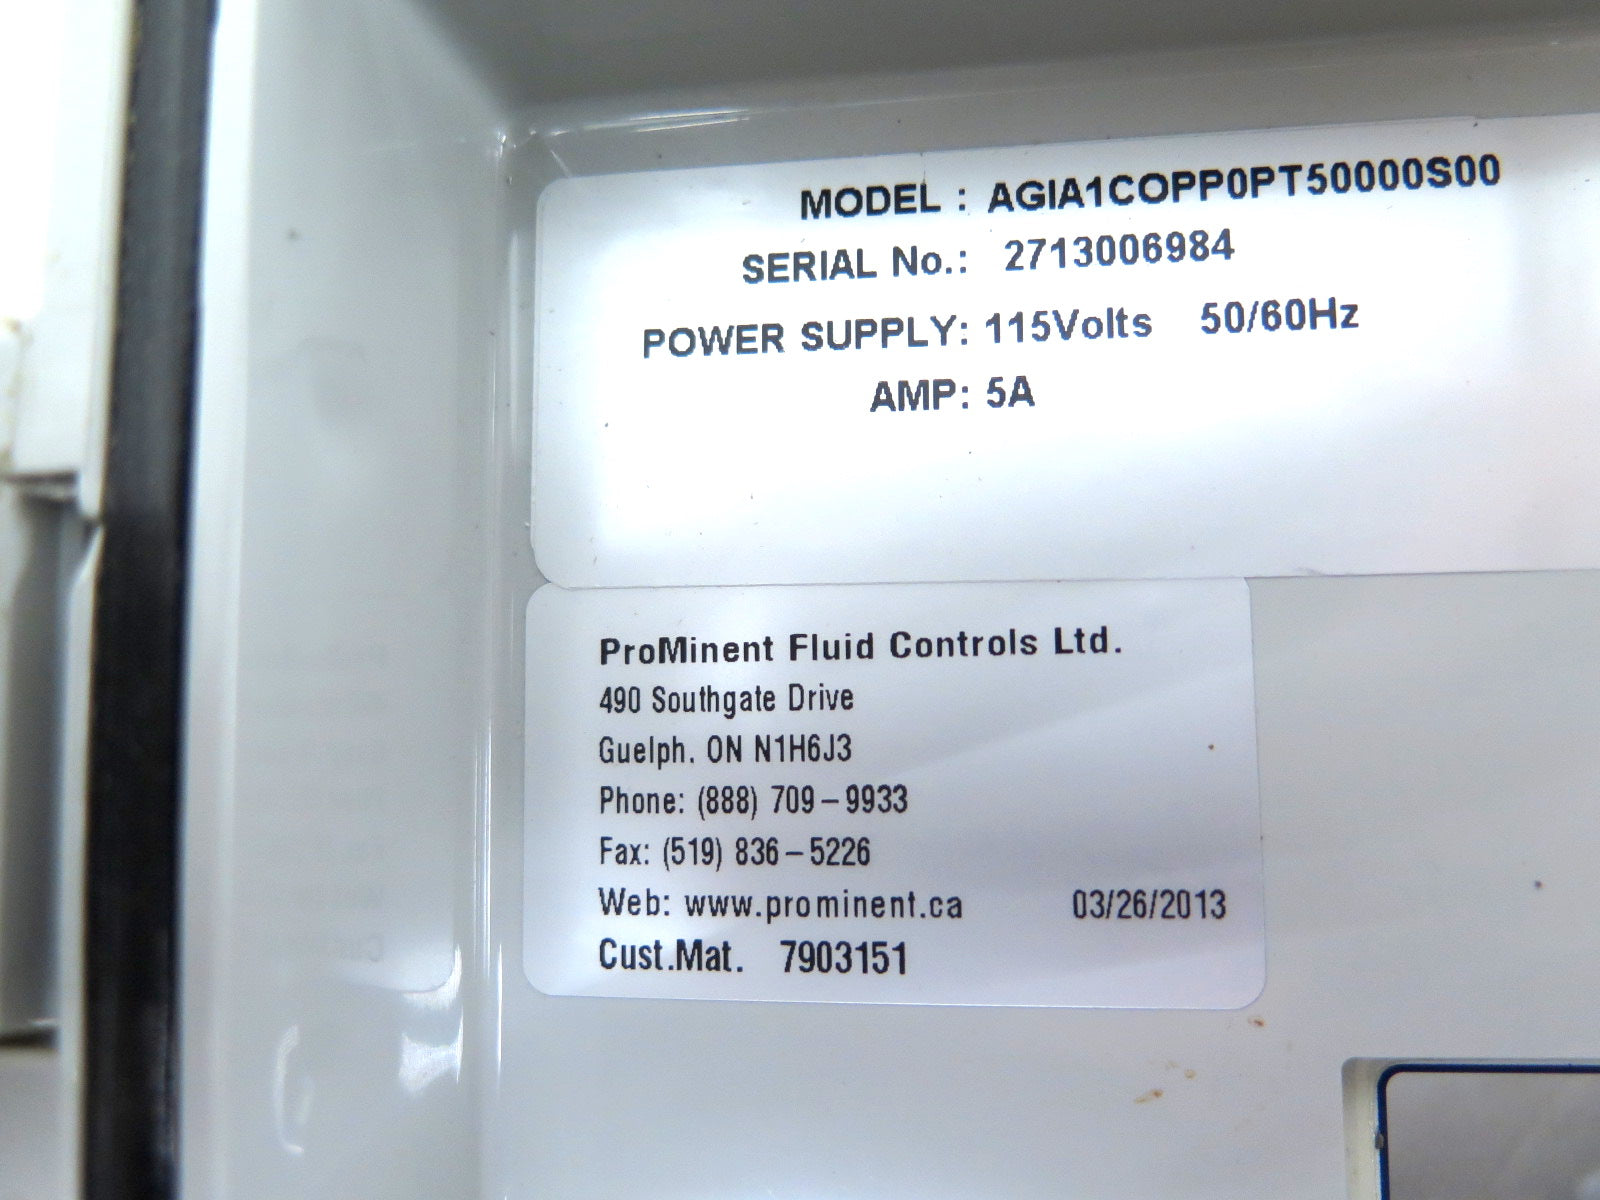 MODEL : AGIA1COPP0PT50000S00
SERIAL No.: 2713006984
POWER SUPPLY: 115Volts 50/60Hz
AMP: 5A
ProMinent Fluid Controls Ltd.
490 Southgate Drive
Guelph. ON N1H6J3
Phone: (888) 709-9933
Fax: (519) 836-5226
Web: www.prominent.ca 03/26/2013
Cust.Mat. 7903151